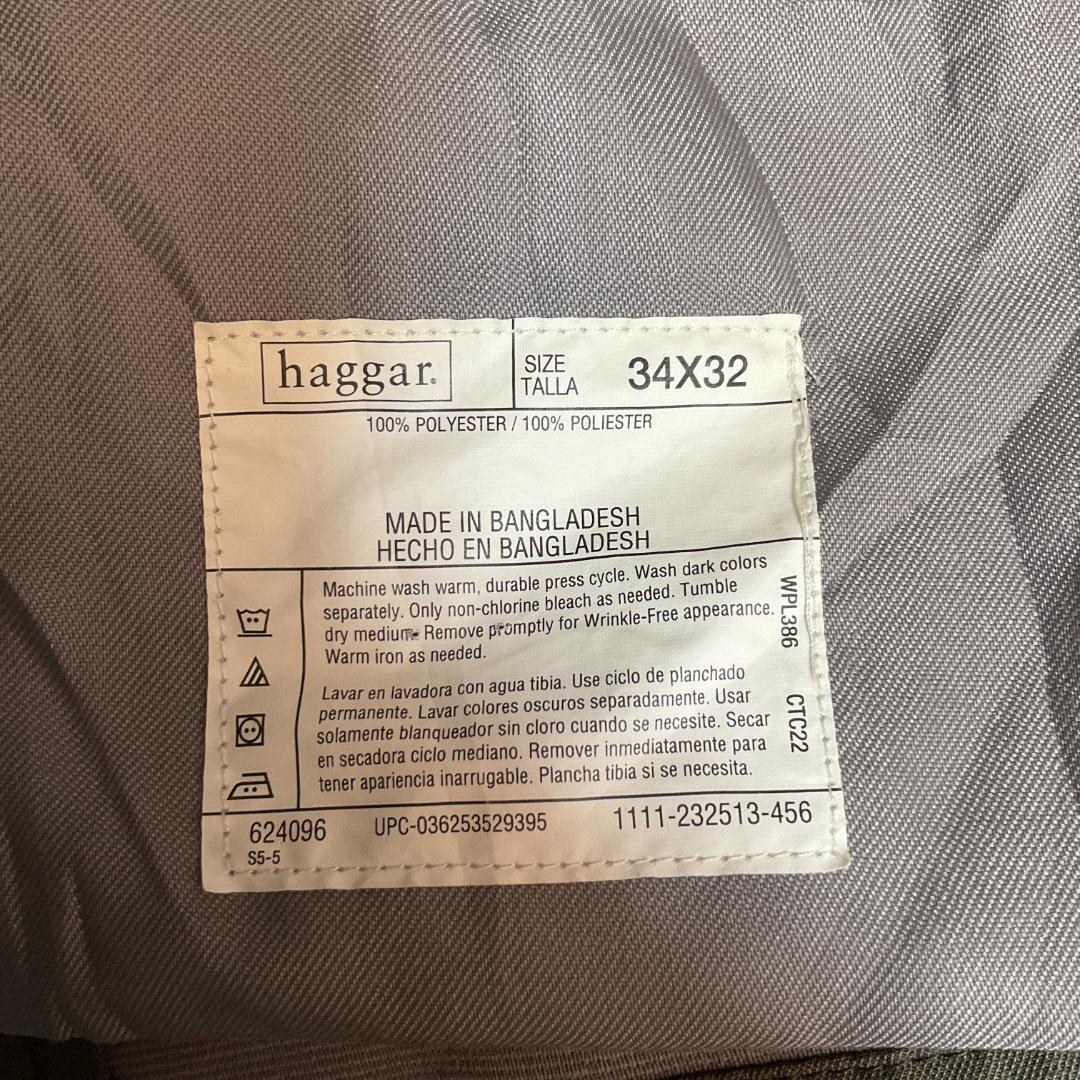 haggar.
SIZE
TALLA
34X32
100% POLYESTER / 100% POLIESTER
MADE IN BANGLADESH
HECHO EN BANGLADESH
Machine wash warm, durable press cycle. Wash dark colors
separately. Only non-chlorine bleach as needed. Tumble
dry medium. Remove promptly for Wrinkle-Free appearance.
Warm iron as needed.
Lavar en lavadora con agua tibia. Use ciclo de planchado
permanente. Lavar colores oscuros separadamente. Usar
solamente blanqueador sin cloro cuando se necesite. Secar
en secadora ciclo mediano. Remover inmediatamente para
tener apariencia inarrugable. Plancha tibia si se necesita.
WPL386
CTC22
624096
S5-5
UPC-036253529395
1111-232513-456